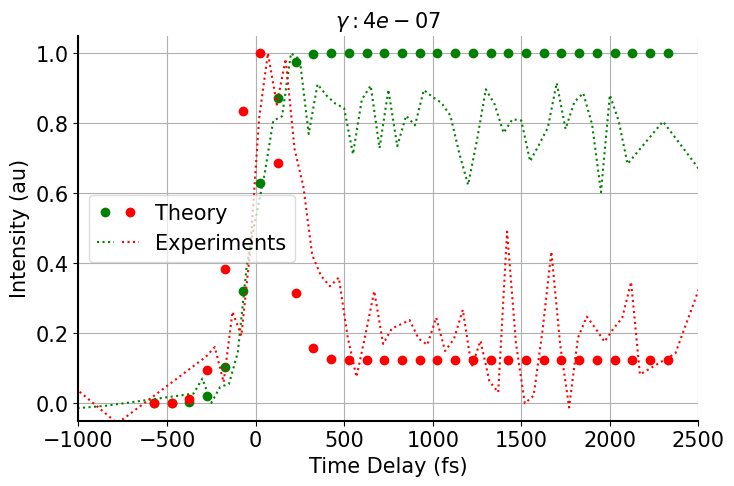 γ : 4e − 07
1.0
0.8
0.6
0.4
0.2
0.0
Intensity (au)
Theory
Experiments
−1000
−500
0
500
1000
1500
2000
2500
Time Delay (fs)